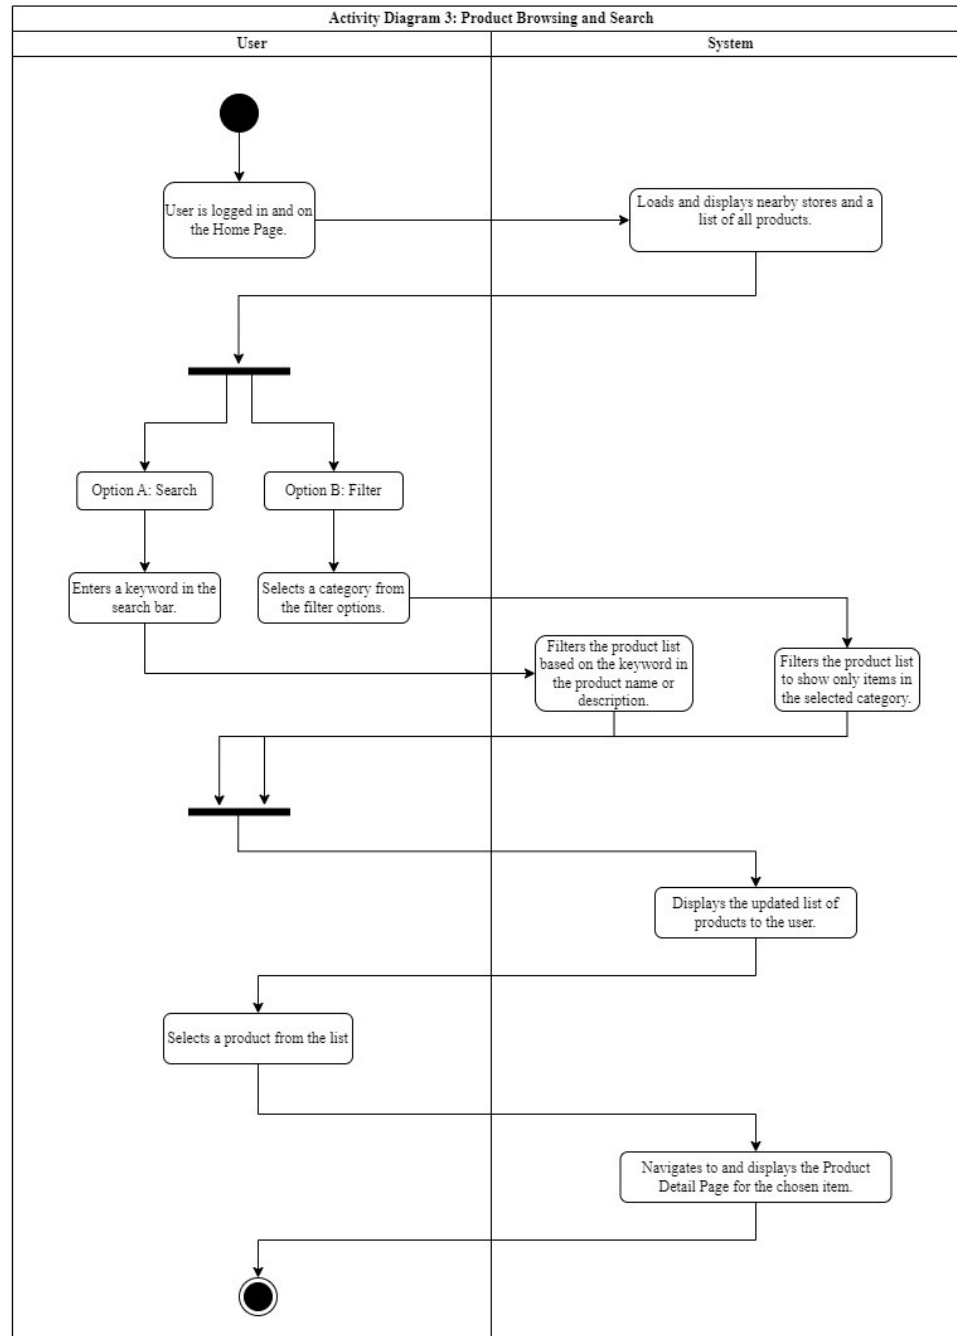 Activity Diagram 3: Product Browsing and Search
User
System
User is logged in and on
the Home Page.
Loads and displays nearby stores and a
list of all products.
Option A: Search
Option B: Filter
Enters a keyword in the
search bar.
Selects a category from
the filter options.
Filters the product list
based on the keyword in
the product name or
description.
Filters the product list
to show only items in
the selected category.
Displays the updated list of
products to the user.
Selects a product from the list
Navigates to and displays the Product
Detail Page for the chosen item.